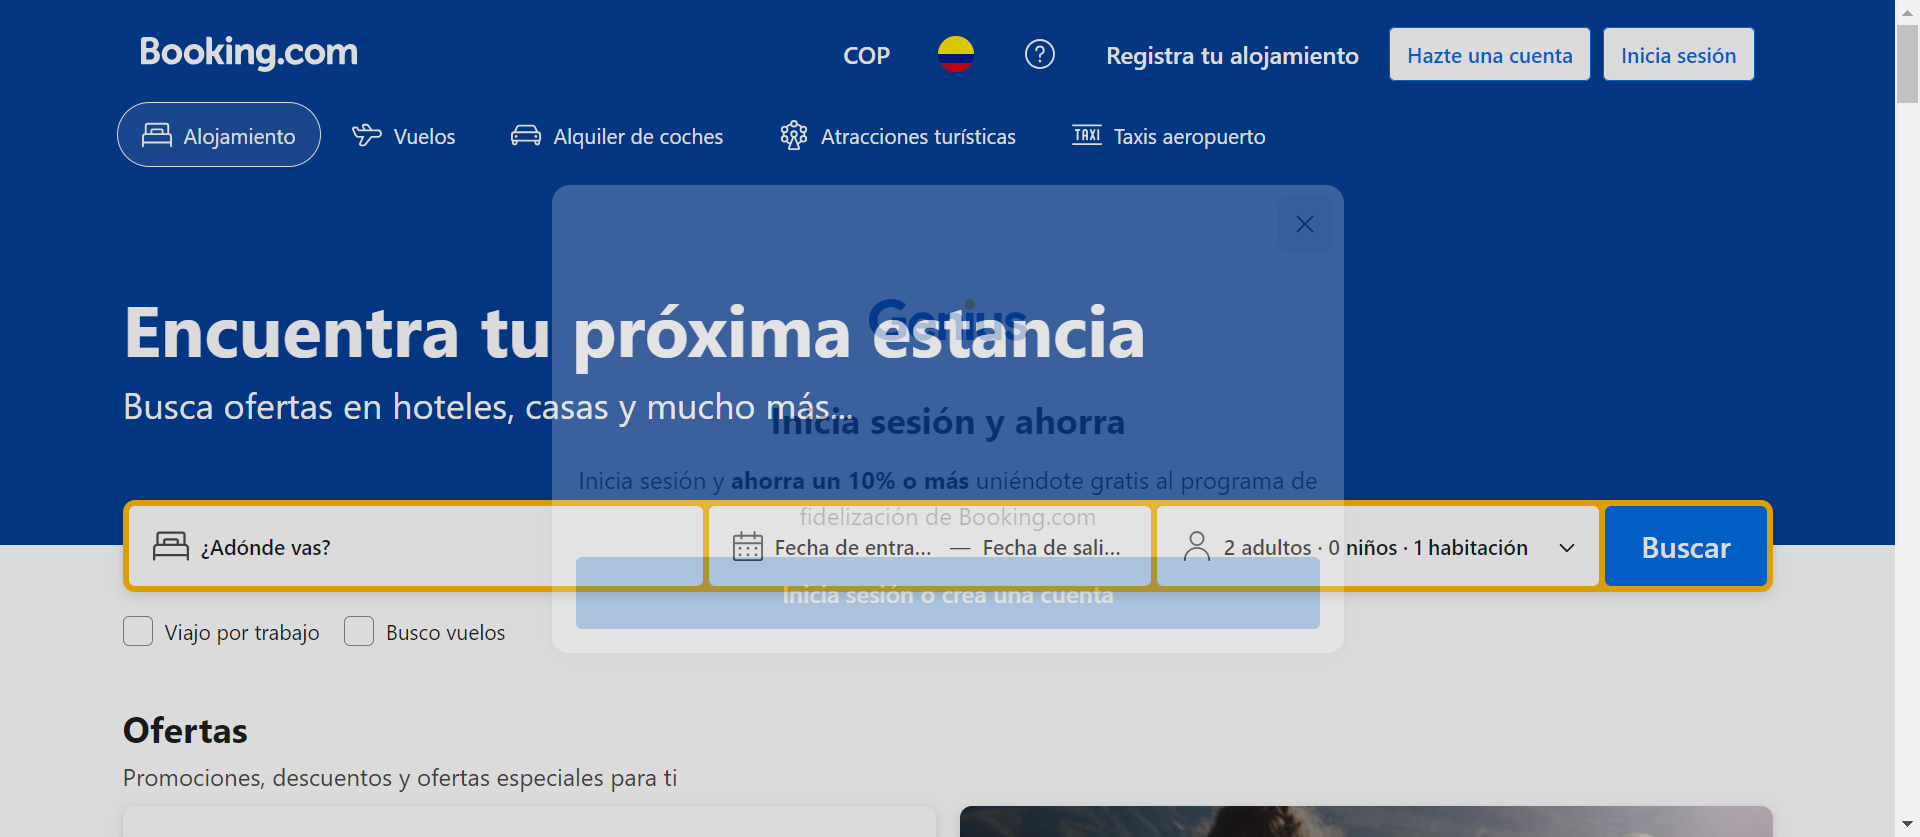 Booking.com
COP
Registra tu alojamiento
Hazte una cuenta
Inicia sesión
Alojamiento
Vuelos
Alquiler de coches
Atracciones turísticas
TAXI Taxis aeropuerto
Genius
Encuentra tu próxima estancia
Busca ofertas en hoteles, casas y mucho más...
Inicia sesión y ahorra
Inicia sesión y ahorra un 10% o más uniéndote gratis al programa de
fidelización de Booking.com
¿Adónde vas?
Fecha de entra... — Fecha de sali...
2 adultos · 0 niños · 1 habitación
Buscar
Inicia sesión o crea una cuenta
Viajo por trabajo
Busco vuelos
Ofertas
Promociones, descuentos y ofertas especiales para ti